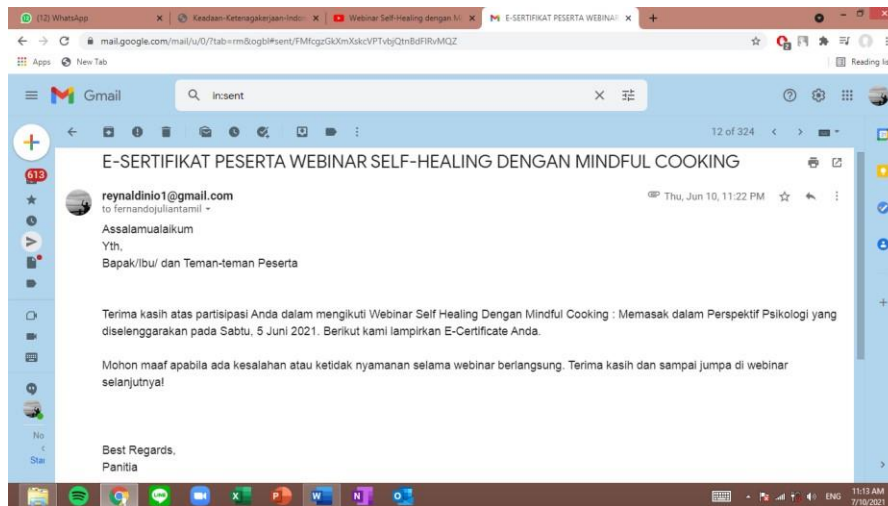 (12) WhatsApp
Keadaan-Ketenagakerjaan-Indon
Webinar Self-Healing dengan Mi
E-SERTIFIKAT PESERTA WEBINAR
mail.google.com/mail/u/0/?tab=rm&ogbl#sent/FMfcgzGkXmXskcVPTvbjQtnBdFlRvMQZ
Apps
New Tab
Reading lis
Gmail
in:sent
12 of 324
E-SERTIFIKAT PESERTA WEBINAR SELF-HEALING DENGAN MINDFUL COOKING
613
reynaldinio1@gmail.com
Thu, Jun 10, 11:22 PM
to fernandojuliantamil
Assalamualaikum
Yth,
Bapak/Ibu/ dan Teman-teman Peserta
Terima kasih atas partisipasi Anda dalam mengikuti Webinar Self Healing Dengan Mindful Cooking : Memasak dalam Perspektif Psikologi yang
diselenggarakan pada Sabtu, 5 Juni 2021. Berikut kami lampirkan E-Certificate Anda.
Mohon maaf apabila ada kesalahan atau ketidak nyamanan selama webinar berlangsung. Terima kasih dan sampai jumpa di webinar
selanjutnya!
No
c
Star
Best Regards,
Panitia
ENG
11:13 AM
7/10/2021